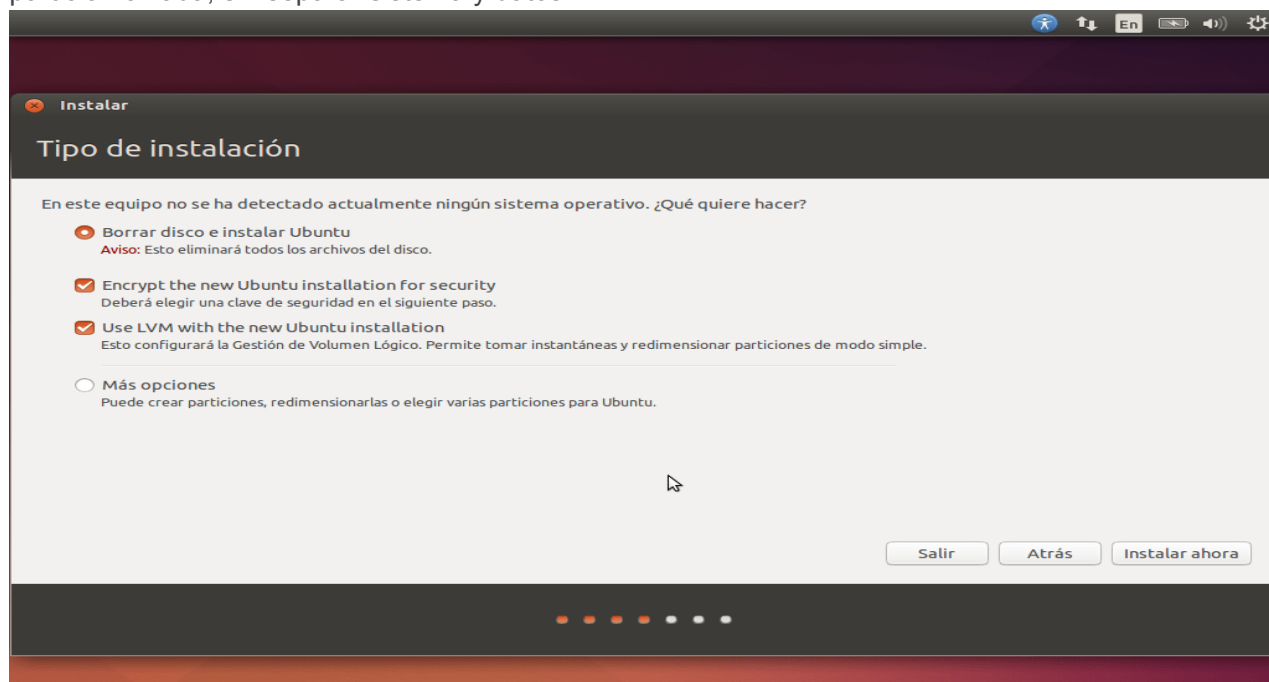 En
Instalar
Tipo de instalación
En este equipo no se ha detectado actualmente ningún sistema operativo. ¿Qué quiere hacer?
Borrar disco e instalar Ubuntu
Aviso: Esto eliminará todos los archivos del disco.
Encrypt the new Ubuntu installation for security
Deberá elegir una clave de seguridad en el siguiente paso.
Use LVM with the new Ubuntu installation
Esto configurará la Gestión de Volumen Lógico. Permite tomar instantáneas y redimensionar particiones de modo simple.
Más opciones
Puede crear particiones, redimensionarlas o elegir varias particiones para Ubuntu.
Salir Atrás Instalar ahora